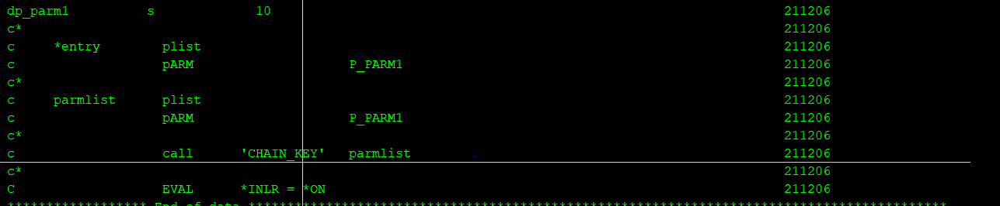 dp_parm1          s             10                                                                  211206
c*                                                                                                  211206
c     *entry        plist                                                                           211206
c                   pARM                    P_PARM1                                                 211206
c*                                                                                                  211206
c     parmlist      plist                                                                           211206
c                   pARM                    P_PARM1                                                 211206
c*                                                                                                  211206
c                   call      'CHAIN_KEY'   parmlist                                                211206
c*                                                                                                  211206
C                   EVAL      *INLR = *ON                                                           211206
****************** End of data ******************************************************************************************